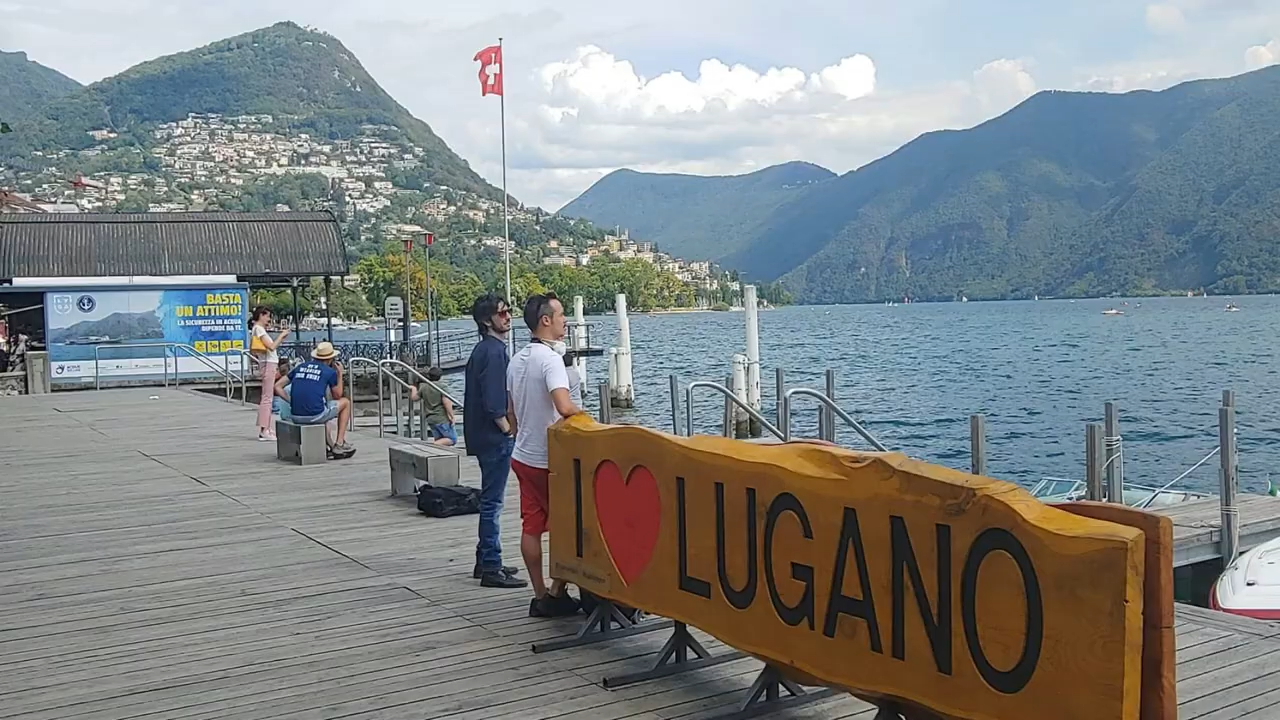 BASTA
UN ATTIMO!
LA SICUREZZA IN ACQUA
DIPENDE DA TE.
I ♥ LUGANO